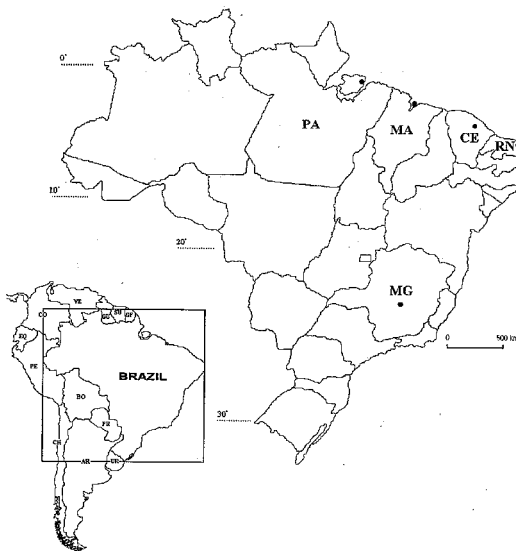 0°
PA
MA
CE
RN
10°
20°
MG
0 500 km
30°
VE
CO
GU
SU
GF
EQ
PE
BRAZIL
BO
PR
CH
AR
UR